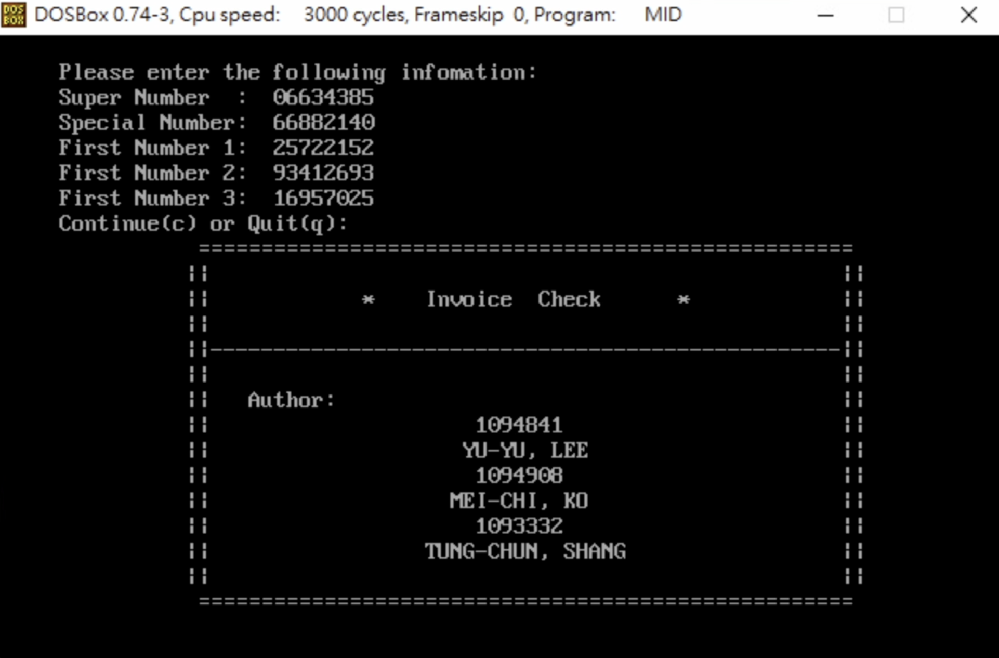 DOS BOX DOSBox 0.74-3, Cpu speed: 3000 cycles, Frameskip 0, Program: MID
Please enter the following infomation:
Super Number : 06634385
Special Number: 66882140
First Number 1: 25722152
First Number 2: 93412693
First Number 3: 16957025
Continue(c) or Quit(q):
* Invoice Check *
Author:
1094841
YU-YU, LEE
1094908
MEI-CHI, KO
1093332
TUNG-CHUN, SHANG